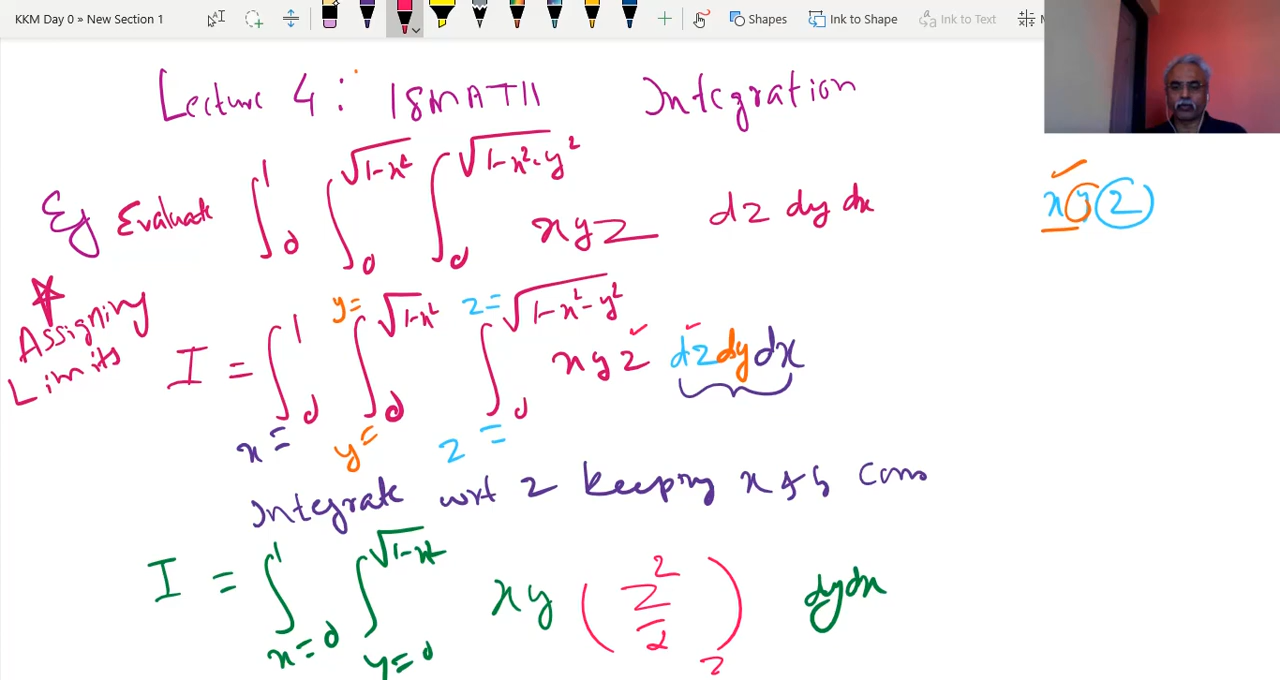 KKM Day 0 » New Section 1 Shapes Ink to Shape Ink to Text
Lecture 4 : 18MAT11 Integration
Eg Evaluate ∫₀¹ ∫₀^√(1-x²) ∫₀^√(1-x²-y²) xyz dz dy dx
x y z
Assigning Limits
I = ∫_{x=0}^{1} ∫_{y=0}^{y=√(1-x²)} ∫_{z=0}^{z=√(1-x²-y²)} x y z dz dy dx
Integrate wrt z keeping x & y cons
I = ∫_{x=0}^{1} ∫_{y=0}^{√(1-x²)} xy (z²/2) dy dx